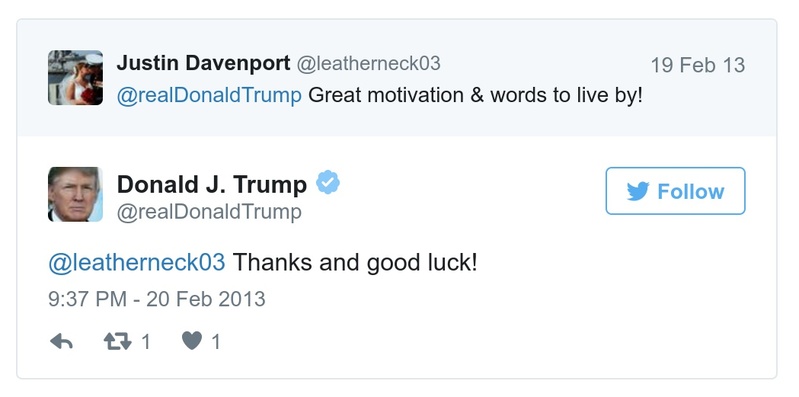 Justin Davenport @leatherneck03 19 Feb 13
@realDonaldTrump Great motivation & words to live by!
Donald J. Trump
@realDonaldTrump
Follow
@leatherneck03 Thanks and good luck!
9:37 PM - 20 Feb 2013
1 1